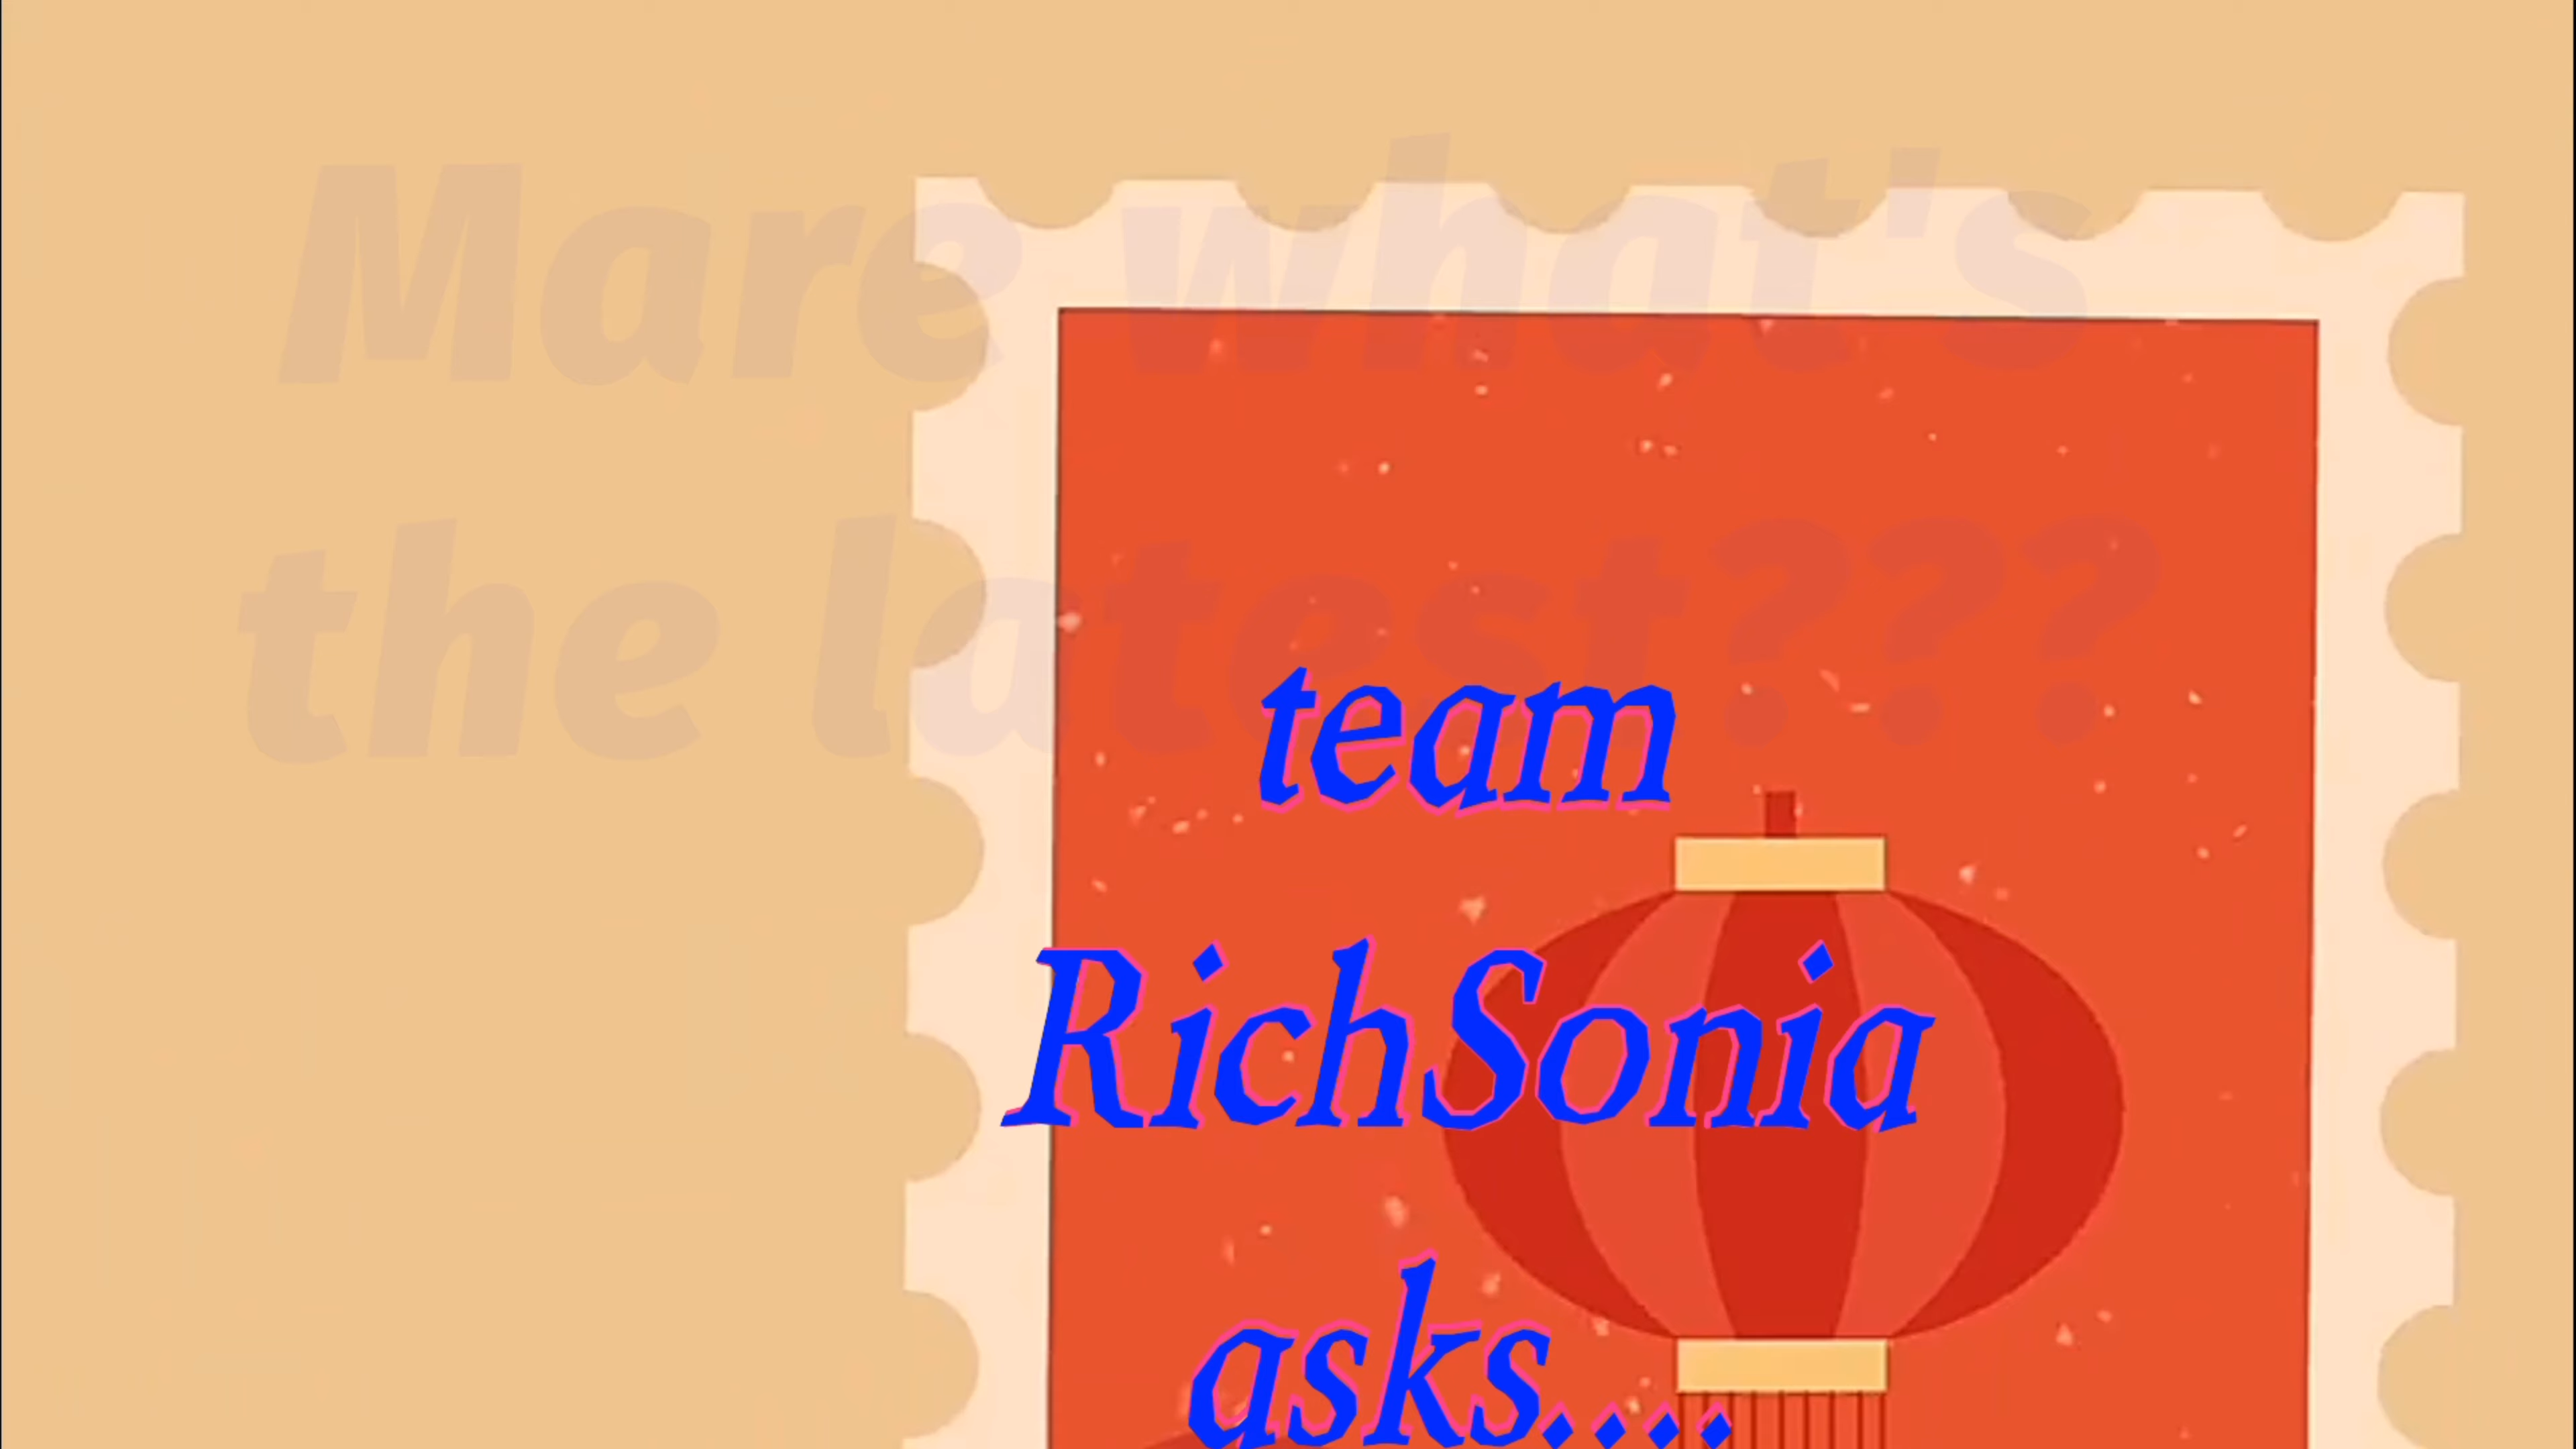 Mare what's
the latest???
team
RichSonia
asks....